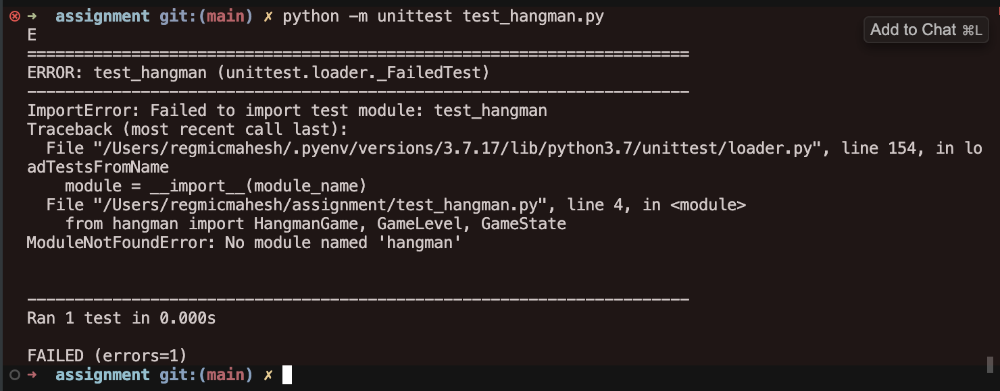 ⊗ ➜  assignment git:(main) ✗ python -m unittest test_hangman.py
Add to Chat ⌘L
E
======================================================================
ERROR: test_hangman (unittest.loader._FailedTest)
----------------------------------------------------------------------
ImportError: Failed to import test module: test_hangman
Traceback (most recent call last):
  File "/Users/regmicmahesh/.pyenv/versions/3.7.17/lib/python3.7/unittest/loader.py", line 154, in lo
adTestsFromName
    module = __import__(module_name)
  File "/Users/regmicmahesh/assignment/test_hangman.py", line 4, in <module>
    from hangman import HangmanGame, GameLevel, GameState
ModuleNotFoundError: No module named 'hangman'
----------------------------------------------------------------------
Ran 1 test in 0.000s
FAILED (errors=1)
○ ➜  assignment git:(main) ✗